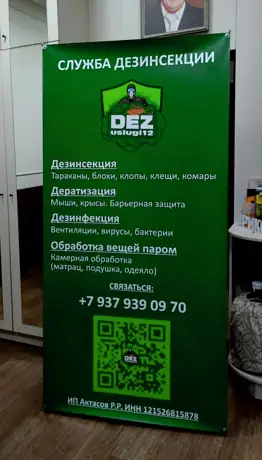 СЛУЖБА ДЕЗИНСЕКЦИИ
DEZ
uslugi12
Дезинсекция
Тараканы, блохи, клопы, клещи, комары
Дератизация
Мыши, крысы. Барьерная защита
Дезинфекция
Вентиляции, вирусы, бактерии
Обработка вещей паром
Камерная обработка
(матрац, подушка, одеяло)
СВЯЗАТЬСЯ:
+7 937 939 09 70
DEZ
ИП Актасов Р.Р. ИНН 121526815878